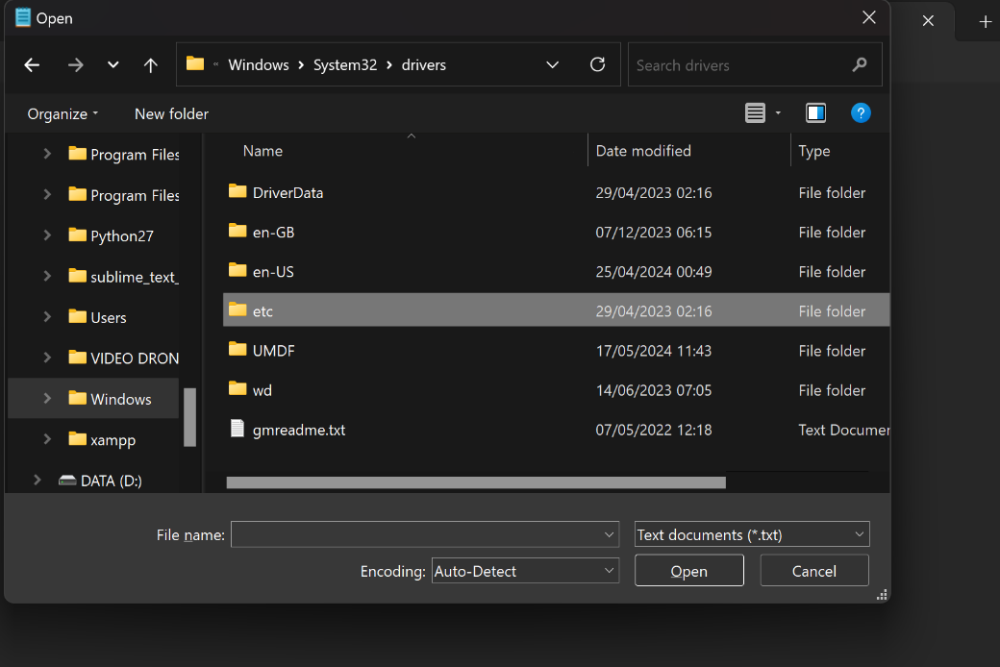 Open
« Windows > System32 > drivers
Search drivers
Organize
New folder
?
Program Files
Program Files
Python27
sublime_text_
Users
VIDEO DRON
Windows
xampp
DATA (D:)
Name Date modified Type
DriverData 29/04/2023 02:16 File folder
en-GB 07/12/2023 06:15 File folder
en-US 25/04/2024 00:49 File folder
etc 29/04/2023 02:16 File folder
UMDF 17/05/2024 11:43 File folder
wd 14/06/2023 07:05 File folder
gmreadme.txt 07/05/2022 12:18 Text Documen
File name:
Text documents (*.txt)
Encoding: Auto-Detect
Open
Cancel